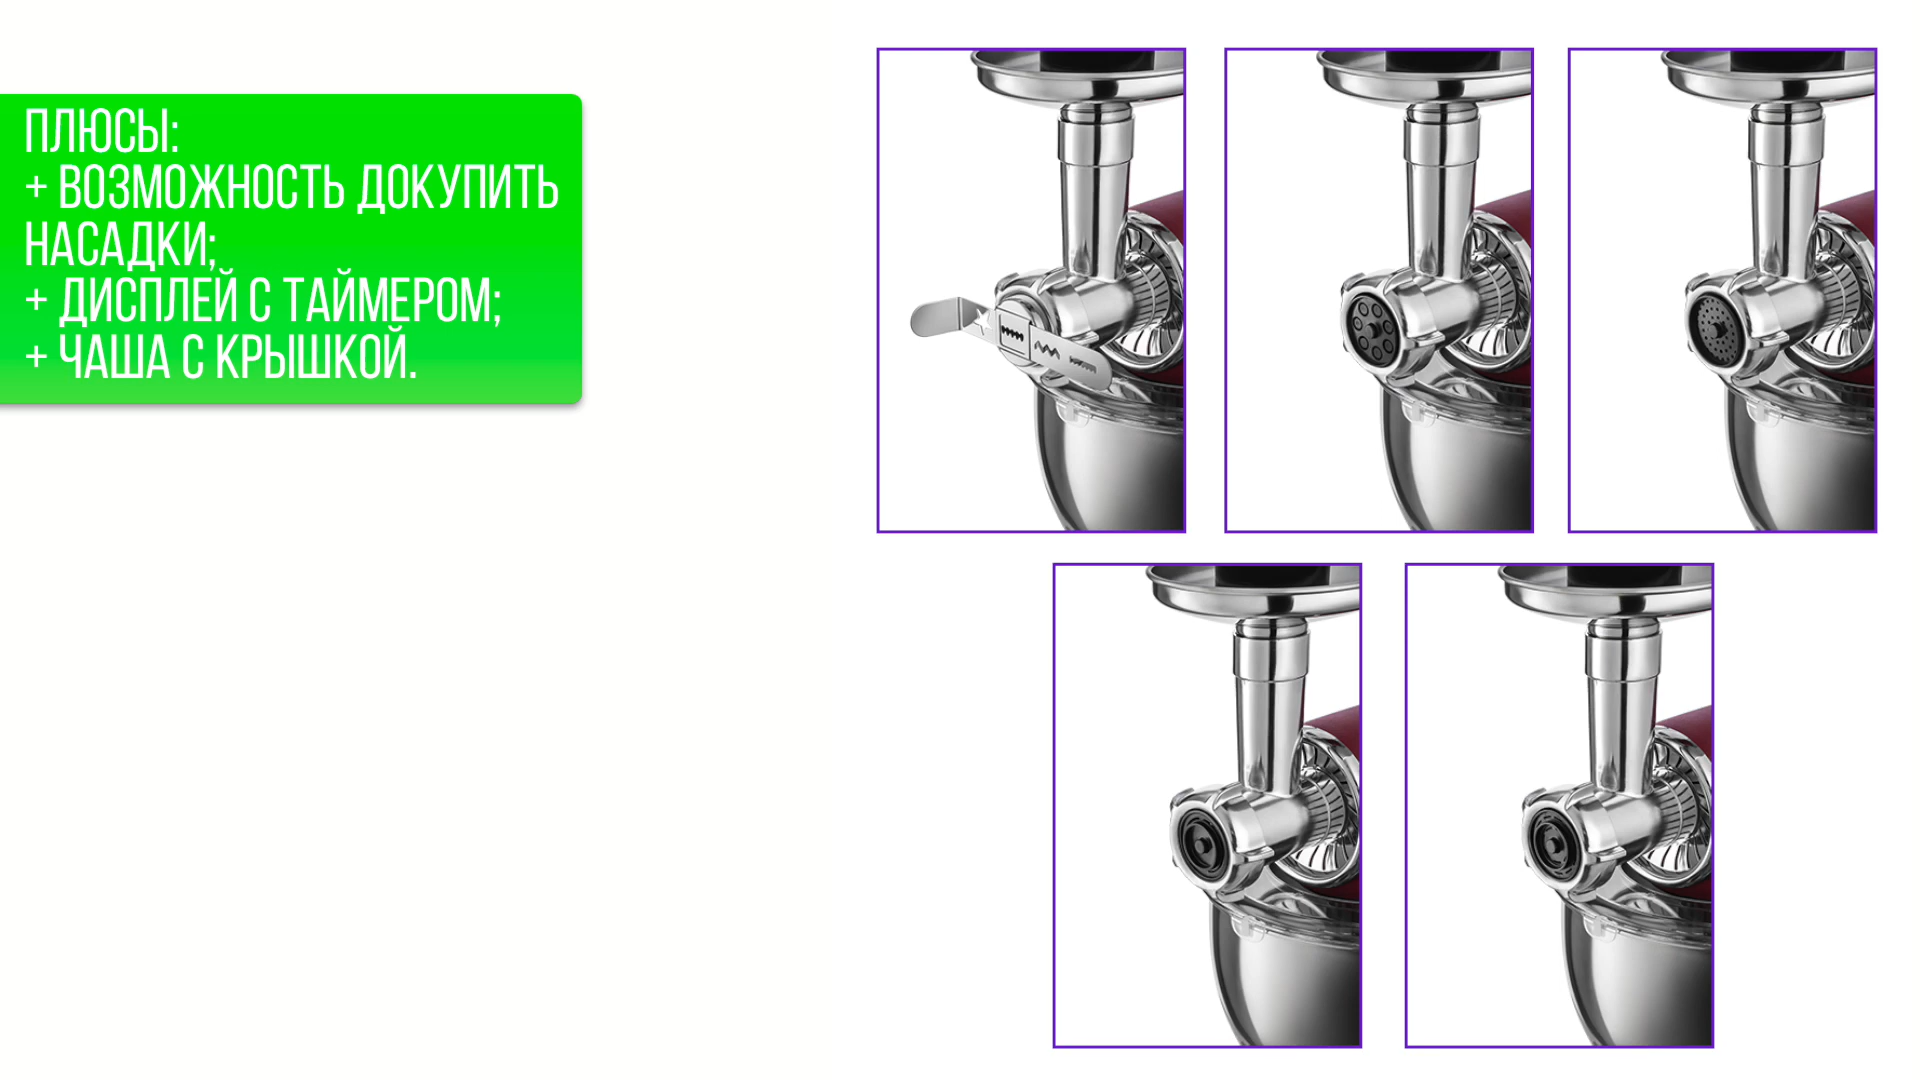 ПЛЮСЫ:
+ ВОЗМОЖНОСТЬ ДОКУПИТЬ
НАСАДКИ;
+ ДИСПЛЕЙ С ТАЙМЕРОМ;
+ ЧАША С КРЫШКОЙ.